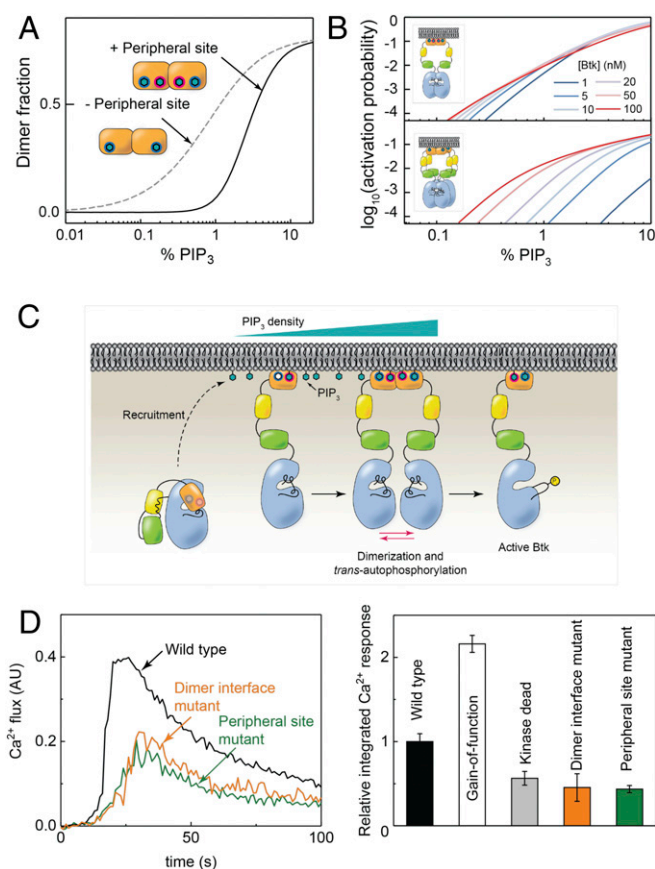 A
+ Peripheral site
- Peripheral site
Dimer fraction
0.5
0.0
0.01
0.1
1
10
% PIP3
B
log10(activation probability)
0
-1
-2
-3
-4
[Btk] (nM)
1
20
5
50
10
100
0
-1
-2
-3
-4
0.1
1
10
% PIP3
C
PIP3 density
PIP3
Recruitment
Dimerization and
trans-autophosphorylation
Active Btk
D
Ca2+ flux (AU)
0.4
0.2
0.0
Wild type
Dimer interface
mutant
Peripheral site
mutant
0
50
100
time (s)
Relative integrated Ca2+ response
2
1
0
Wild type
Gain-of-function
Kinase dead
Dimer interface mutant
Peripheral site mutant